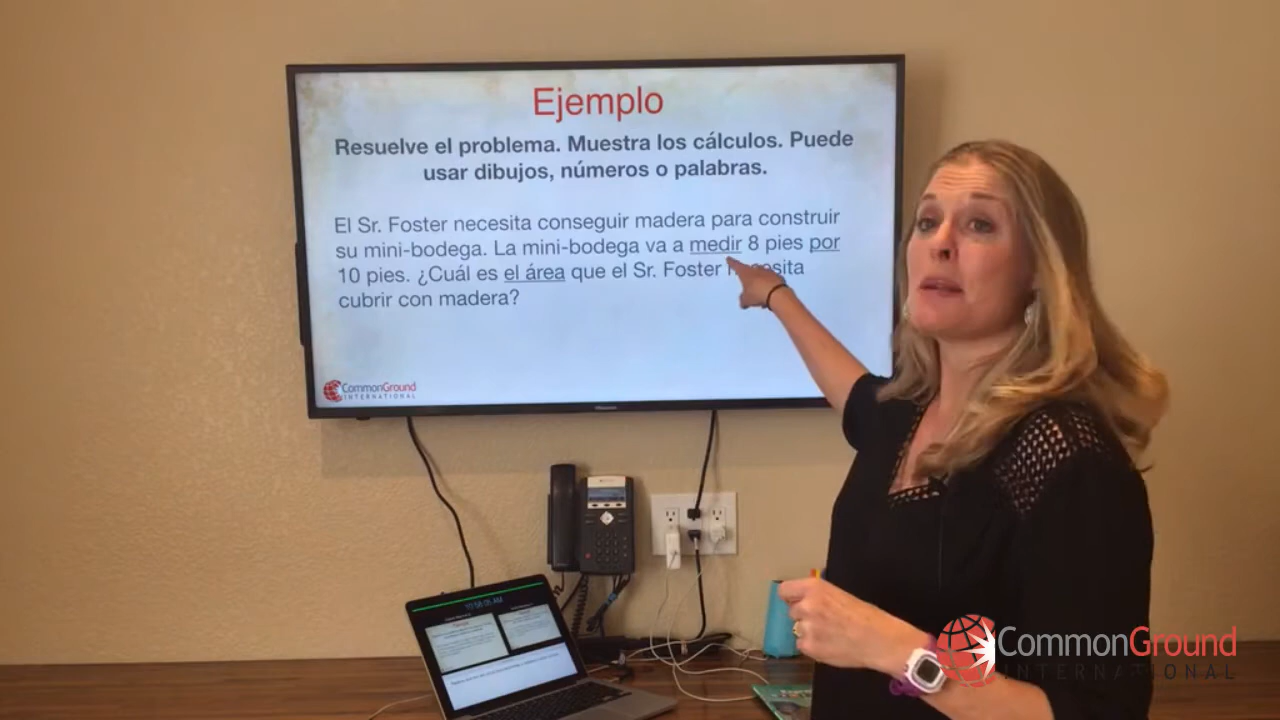 Ejemplo
Resuelve el problema. Muestra los cálculos. Puede
usar dibujos, números o palabras.
El Sr. Foster necesita conseguir madera para construir
su mini-bodega. La mini-bodega va a medir 8 pies por
10 pies. ¿Cuál es el área que el Sr. Foster necesita
cubrir con madera?
CommonGround
INTERNATIONAL
CommonGround
INTERNATIONAL